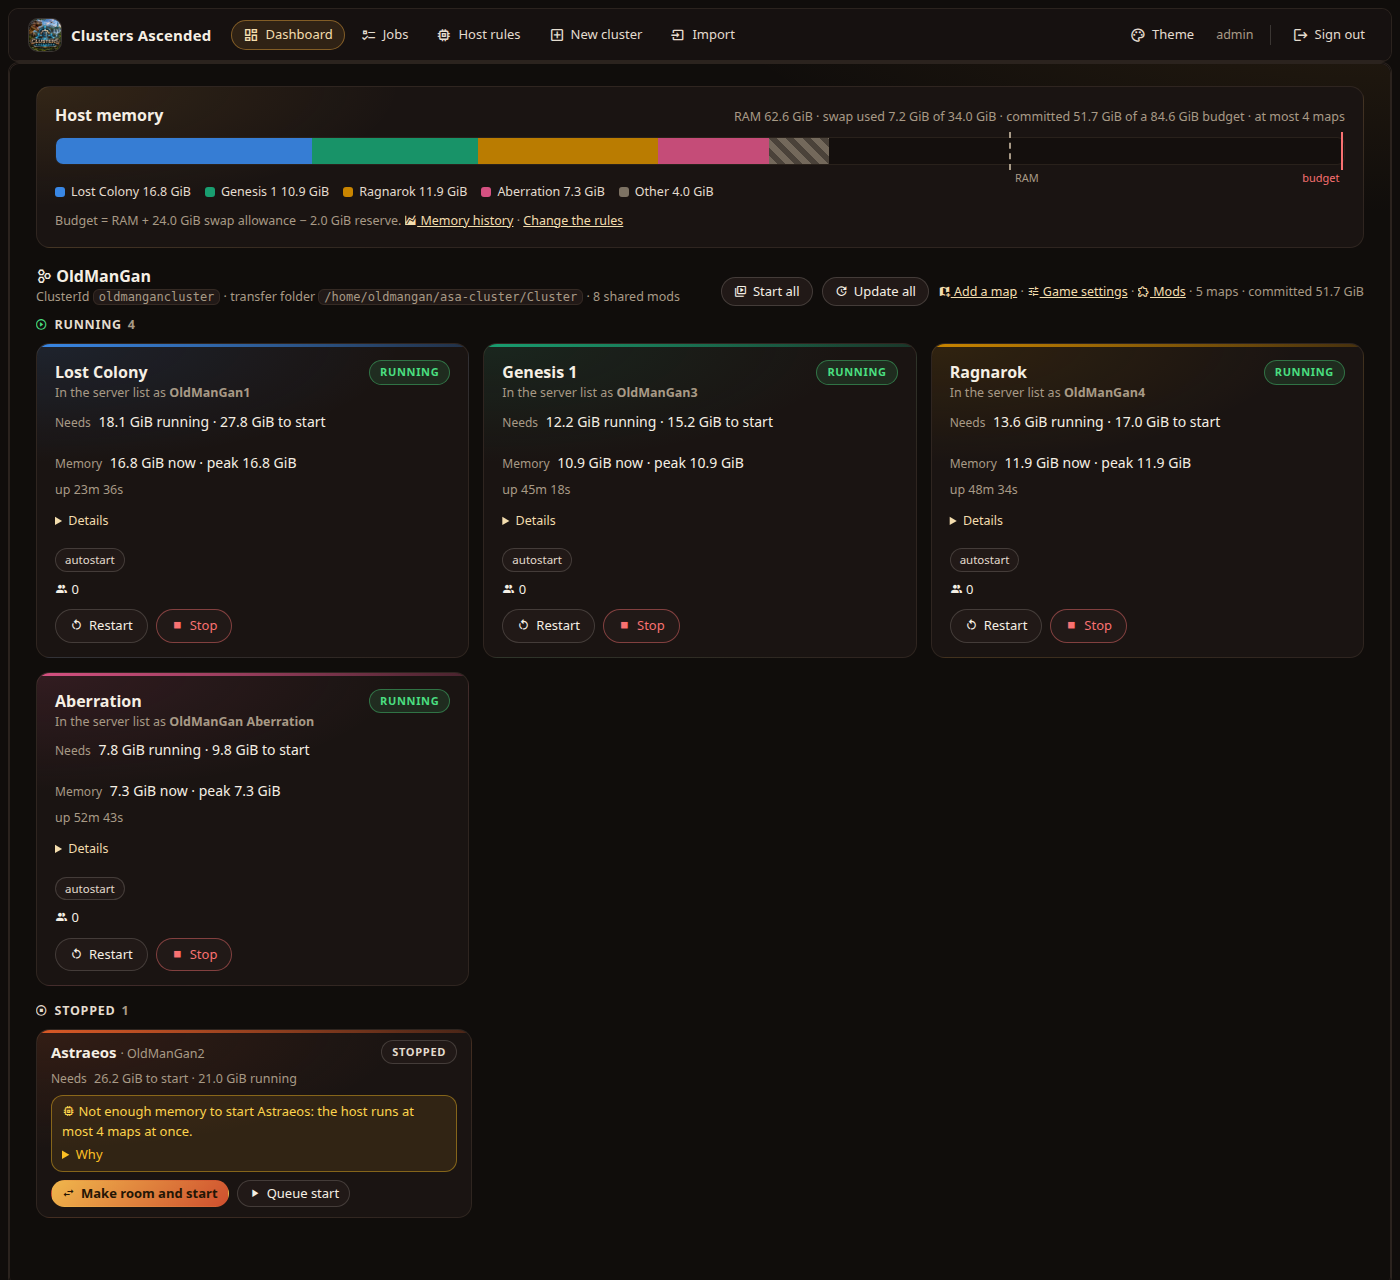 Clusters Ascended
Dashboard
Jobs
Host rules
New cluster
Import
Theme
admin
Sign out
Host memory
RAM 62.6 GiB · swap used 7.2 GiB of 34.0 GiB · committed 51.7 GiB of a 84.6 GiB budget · at most 4 maps
RAM
budget
Lost Colony 16.8 GiB
Genesis 1 10.9 GiB
Ragnarok 11.9 GiB
Aberration 7.3 GiB
Other 4.0 GiB
Budget = RAM + 24.0 GiB swap allowance − 2.0 GiB reserve. Memory history · Change the rules
OldManGan
ClusterId oldmangancluster · transfer folder /home/oldmangan/asa-cluster/Cluster · 8 shared mods
Start all
Update all
Add a map · Game settings · Mods · 5 maps · committed 51.7 GiB
RUNNING 4
Lost Colony
RUNNING
In the server list as OldManGan1
Needs 18.1 GiB running · 27.8 GiB to start
Memory 16.8 GiB now · peak 16.8 GiB
up 23m 36s
Details
autostart
0
Restart
Stop
Genesis 1
RUNNING
In the server list as OldManGan3
Needs 12.2 GiB running · 15.2 GiB to start
Memory 10.9 GiB now · peak 10.9 GiB
up 45m 18s
Details
autostart
0
Restart
Stop
Ragnarok
RUNNING
In the server list as OldManGan4
Needs 13.6 GiB running · 17.0 GiB to start
Memory 11.9 GiB now · peak 11.9 GiB
up 48m 34s
Details
autostart
0
Restart
Stop
Aberration
RUNNING
In the server list as OldManGan Aberration
Needs 7.8 GiB running · 9.8 GiB to start
Memory 7.3 GiB now · peak 7.3 GiB
up 52m 43s
Details
autostart
0
Restart
Stop
STOPPED 1
Astraeos · OldManGan2
STOPPED
Needs 26.2 GiB to start · 21.0 GiB running
Not enough memory to start Astraeos: the host runs at
most 4 maps at once.
Why
Make room and start
Queue start